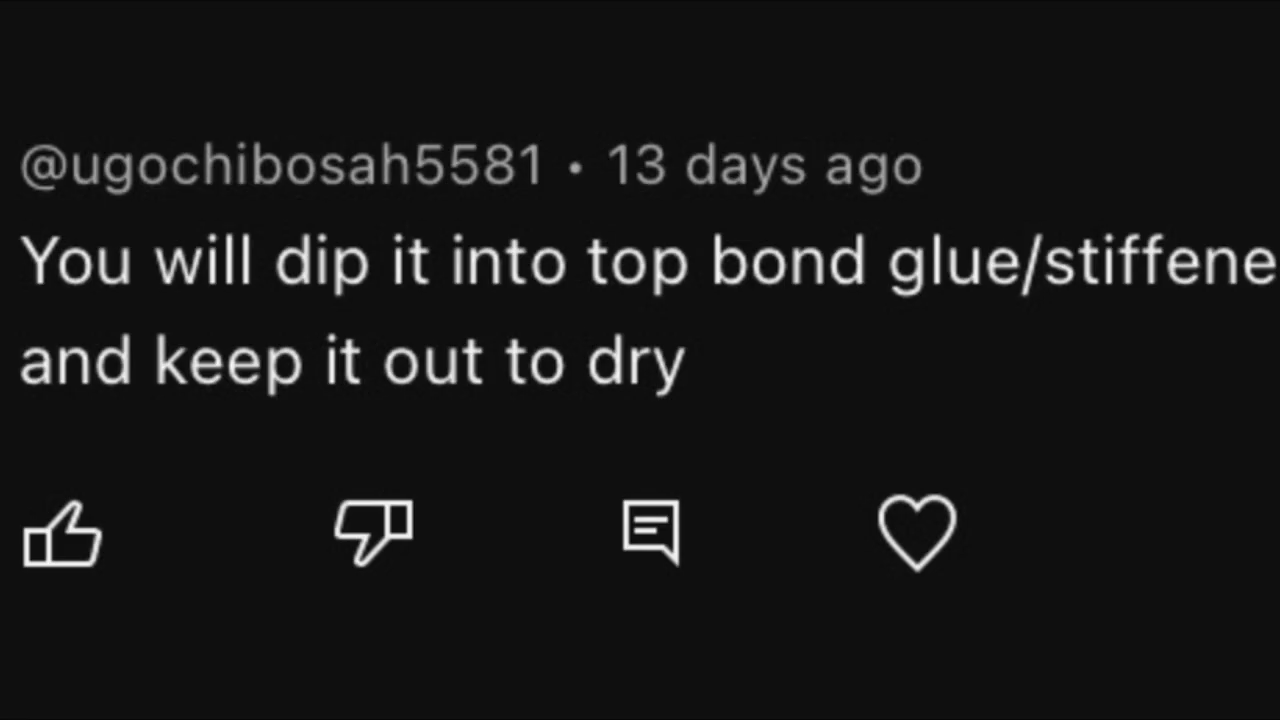 @ugochibosah5581 • 13 days ago
You will dip it into top bond glue/stiffene
and keep it out to dry